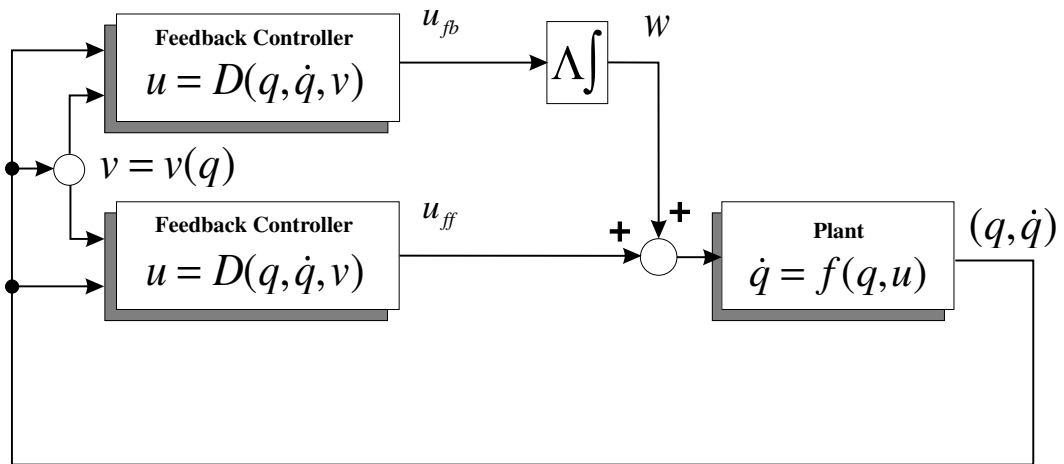 Feedback Controller
u = D(q, q̇, v)
u_fb
Λ∫
w
v = v(q)
Feedback Controller
u = D(q, q̇, v)
u_ff
+
+
Plant
q̇ = f(q,u)
(q, q̇)